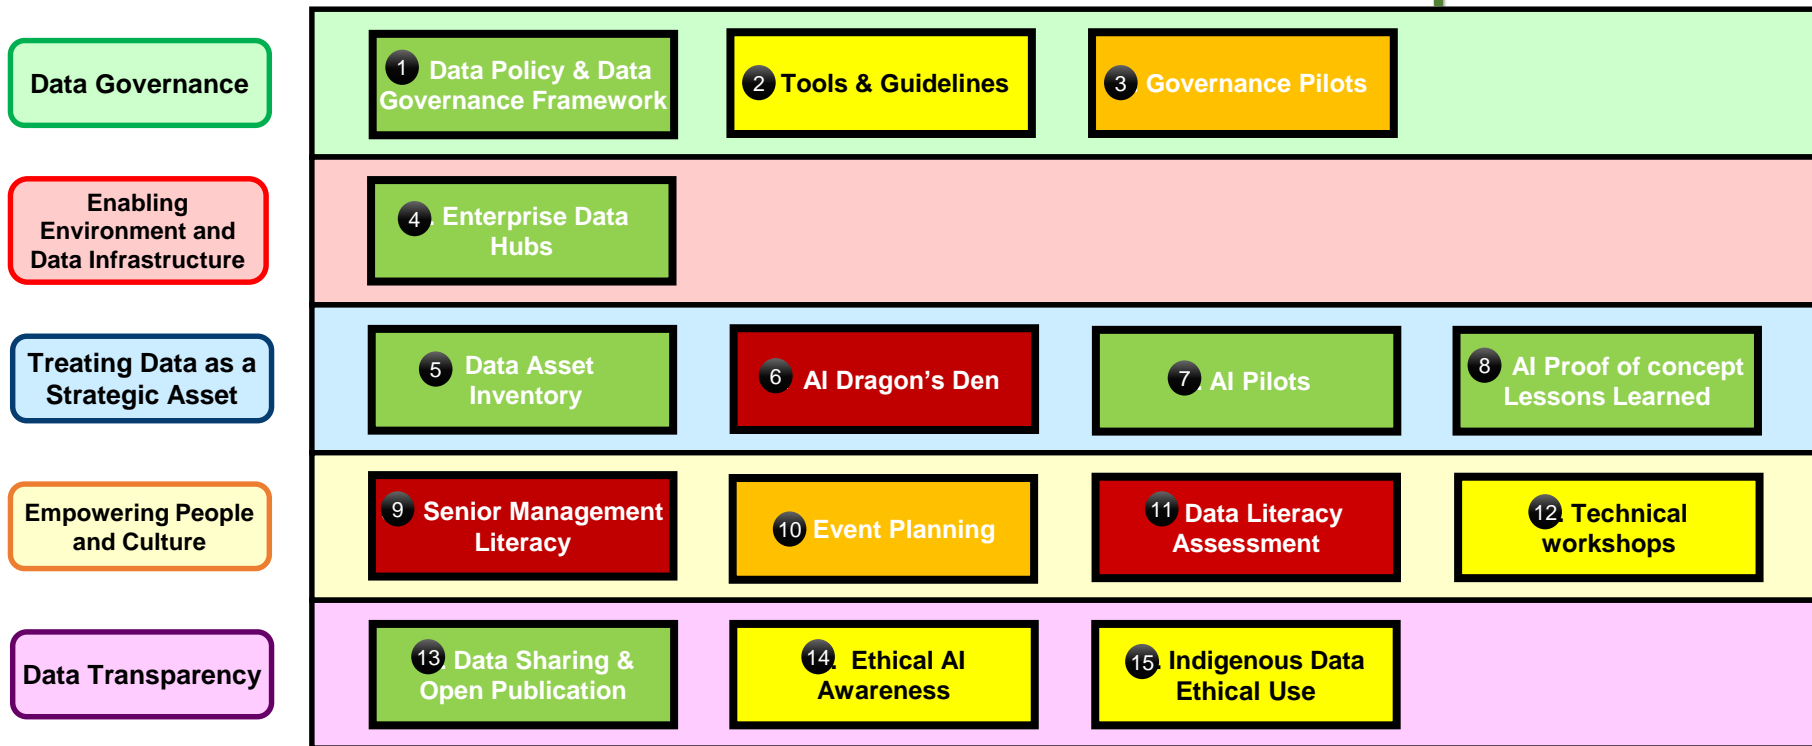 Data Governance
1 Data Policy & Data
Governance Framework
2 Tools & Guidelines
3 Governance Pilots
Enabling
Environment and
Data Infrastructure
4. Enterprise Data
Hubs
Treating Data as a
Strategic Asset
5 Data Asset
Inventory
6. AI Dragon's Den
7. AI Pilots
8 AI Proof of concept
Lessons Learned
Empowering People
and Culture
9. Senior Management
Literacy
10 Event Planning
11 Data Literacy
Assessment
12. Technical
workshops
Data Transparency
13. Data Sharing &
Open Publication
14. Ethical AI
Awareness
15. Indigenous Data
Ethical Use